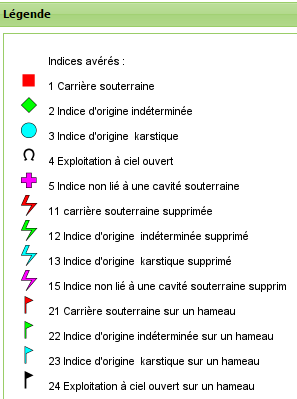 Légende
Indices avérés :
1 Carrière souterraine
2 Indice d'origine indéterminée
3 Indice d'origine karstique
4 Exploitation à ciel ouvert
5 Indice non lié à une cavité souterraine
11 carrière souterraine supprimée
12 Indice d'origine indéterminée supprimé
13 Indice d'origine karstique supprimé
15 Indice non lié à une cavité souterraine supprim
21 Carrière souterraine sur un hameau
22 Indice d'origine indéterminée sur un hameau
23 Indice d'origine karstique sur un hameau
24 Exploitation à ciel ouvert sur un hameau